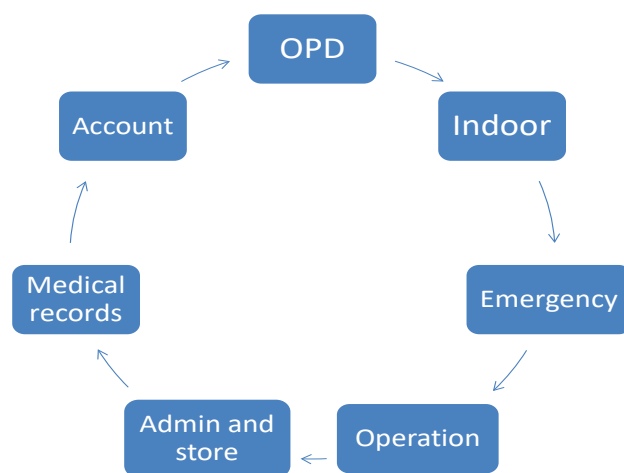 OPD
Indoor
Emergency
Operation
Admin and
store
Medical
records
Account